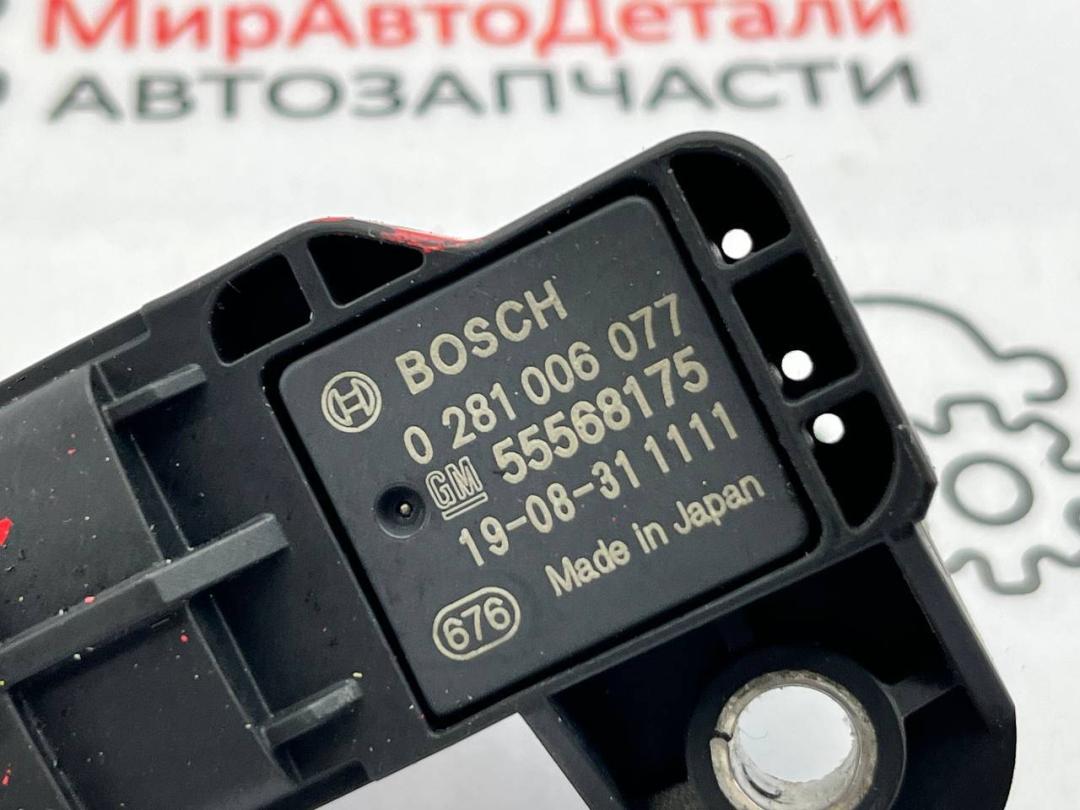 МирАвтоДетали
АВТОЗАПЧАСТИ
BOSCH
0 281 006 077
GM 55568175
19-08-31 1111
Made in Japan
676